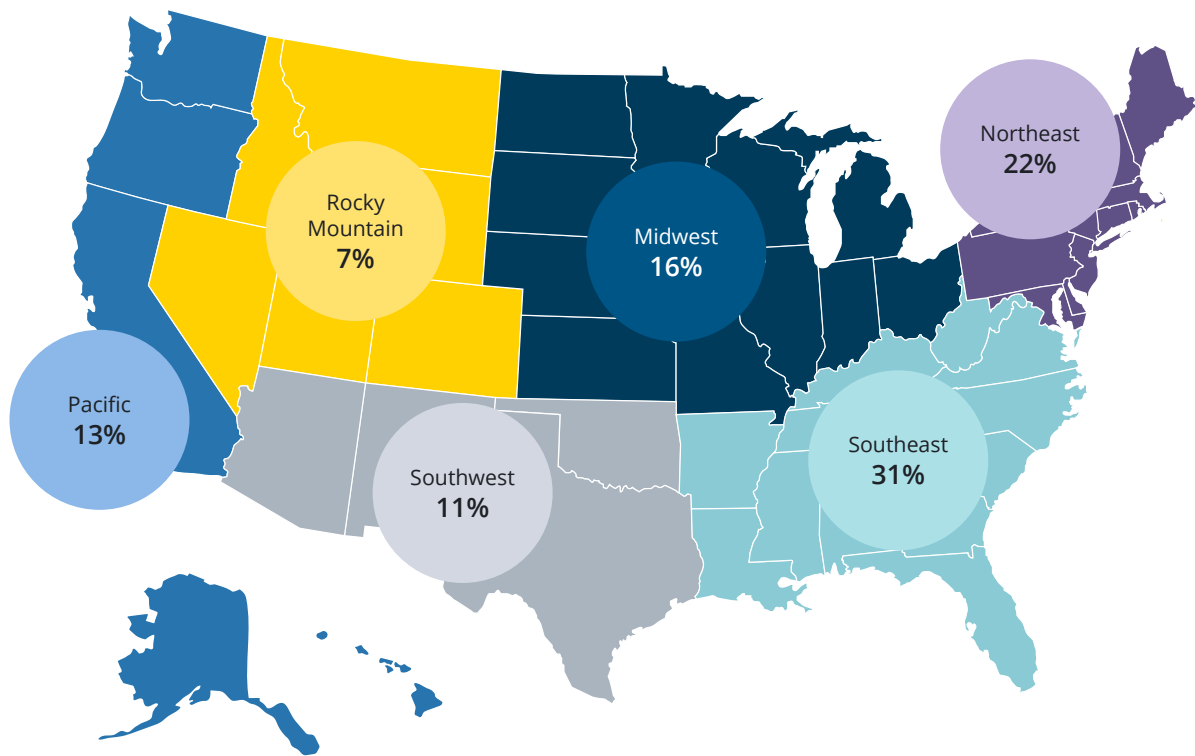 Northeast
22%
Rocky
Mountain
7%
Midwest
16%
Pacific
13%
Southwest
11%
Southeast
31%